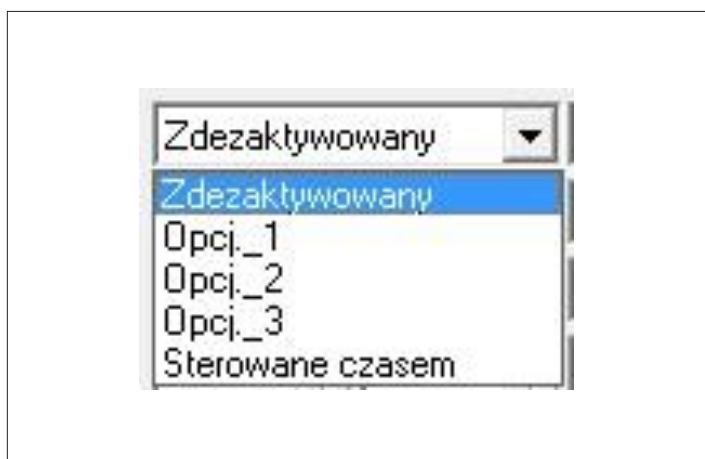 Zdezaktywowany
Zdezaktywowany
Opcj._1
Opcj._2
Opcj._3
Sterowane czasem